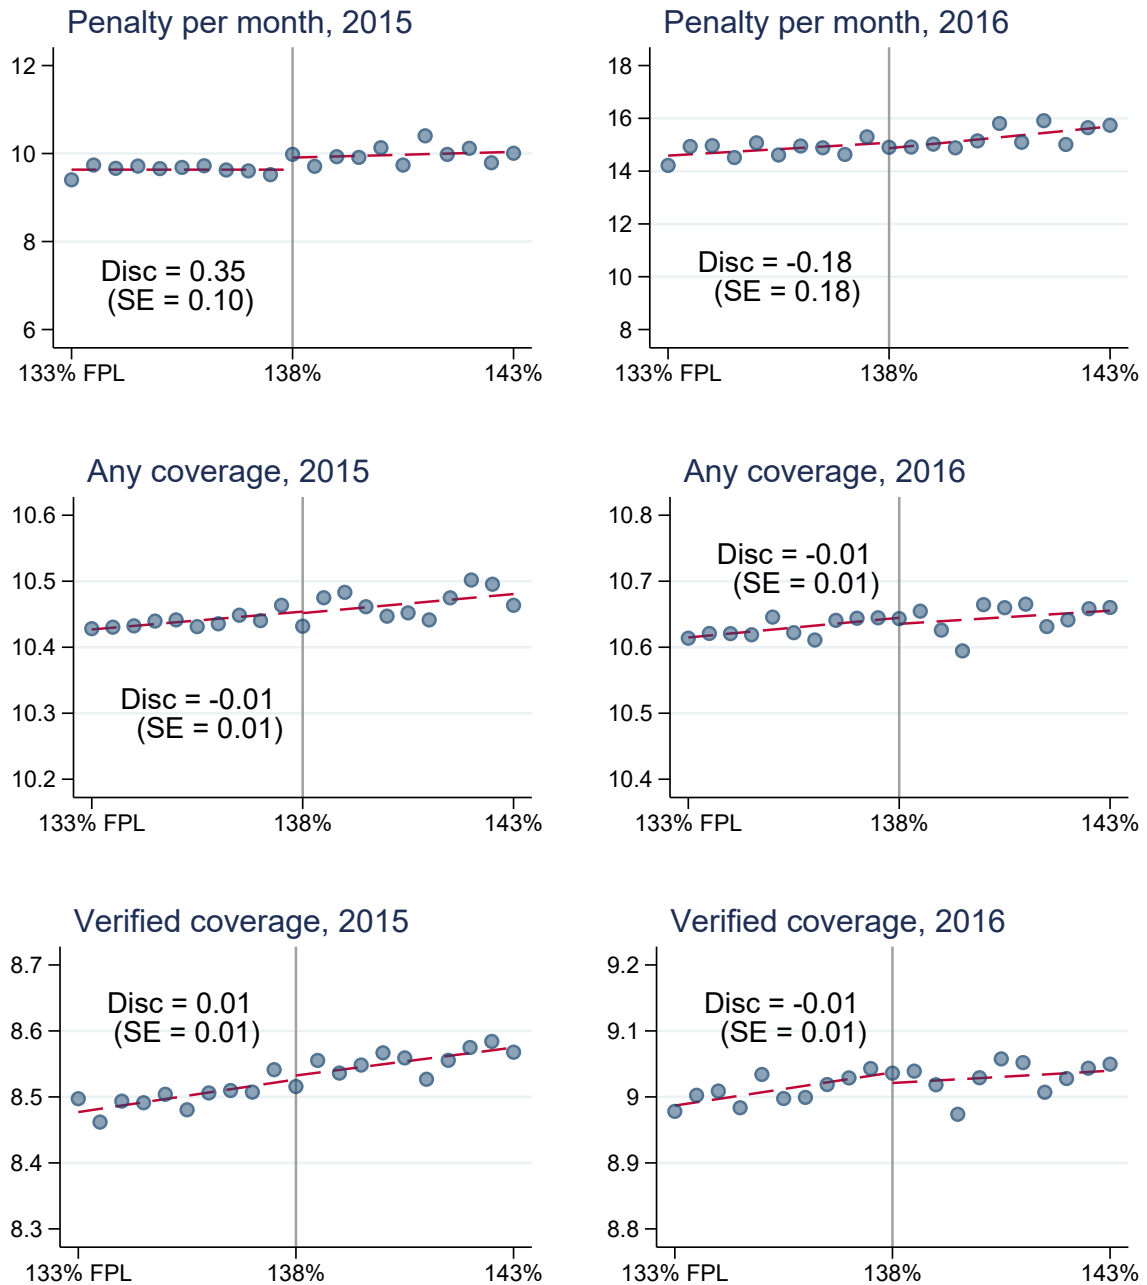 Penalty per month, 2015
12
10
8
6
Disc = 0.35
(SE = 0.10)
133% FPL
138%
143%
Penalty per month, 2016
18
16
14
12
10
8
Disc = -0.18
(SE = 0.18)
133% FPL
138%
143%
Any coverage, 2015
10.6
10.5
10.4
10.3
10.2
Disc = -0.01
(SE = 0.01)
133% FPL
138%
143%
Any coverage, 2016
10.8
10.7
10.6
10.5
10.4
Disc = -0.01
(SE = 0.01)
133% FPL
138%
143%
Verified coverage, 2015
8.7
8.6
8.5
8.4
8.3
Disc = 0.01
(SE = 0.01)
133% FPL
138%
143%
Verified coverage, 2016
9.2
9.1
9
8.9
8.8
Disc = -0.01
(SE = 0.01)
133% FPL
138%
143%